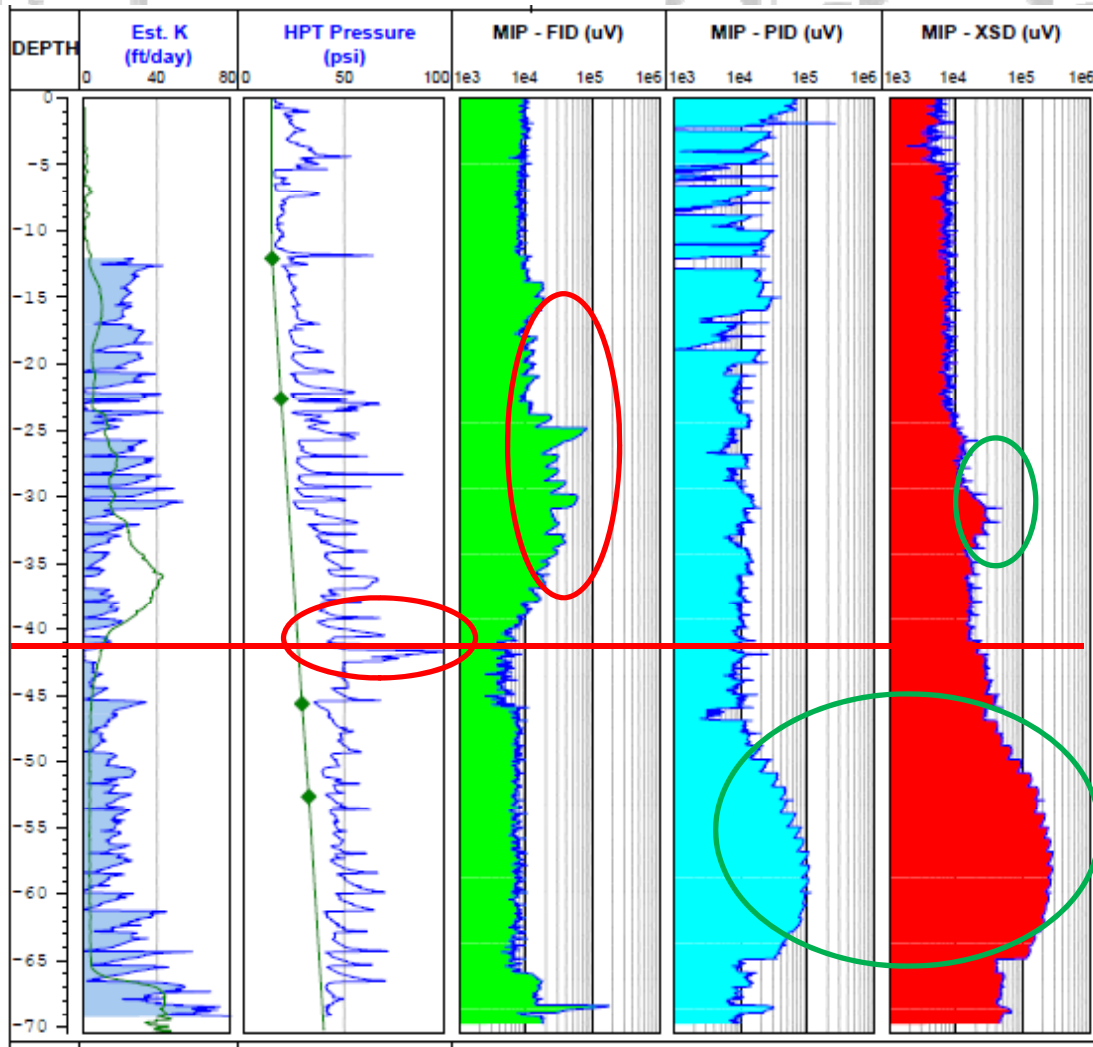 DEPTH
Est. K
(ft/day)
HPT Pressure
(psi)
MIP - FID (uV)
MIP - PID (uV)
MIP - XSD (uV)
0 40 80
0 50 100
1e3 1e4 1e5 1e6
1e3 1e4 1e5 1e6
1e3 1e4 1e5 1e6
0
-5
-10
-15
-20
-25
-30
-35
-40
-45
-50
-55
-60
-65
-70